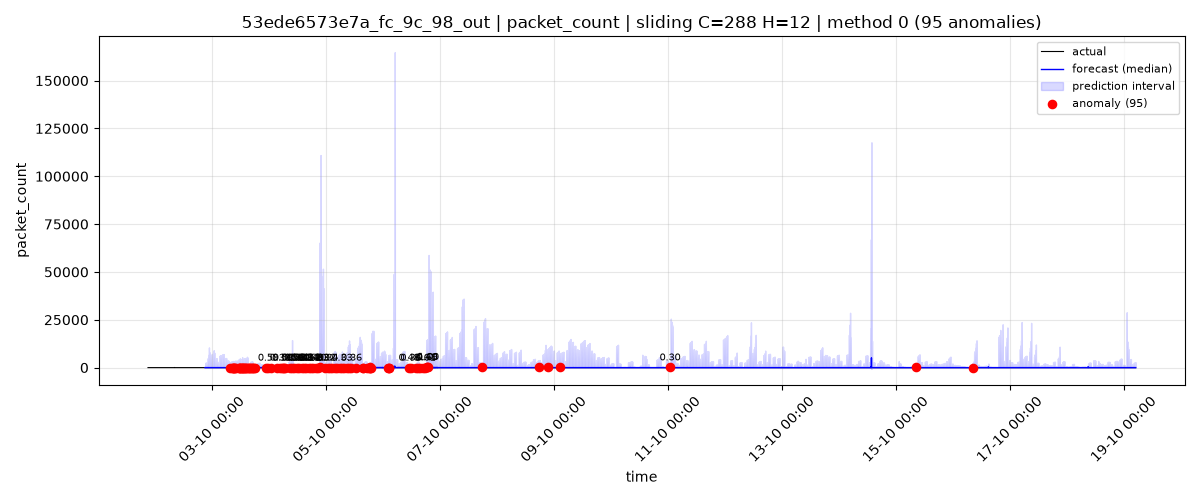 53ede6573e7a_fc_9c_98_out | packet_count | sliding C=288 H=12 | method 0 (95 anomalies)
actual
forecast (median)
prediction interval
anomaly (95)
packet_count
150000
125000
100000
75000
50000
25000
0
0.30
03-10 00:00
05-10 00:00
07-10 00:00
09-10 00:00
11-10 00:00
13-10 00:00
15-10 00:00
17-10 00:00
19-10 00:00
time